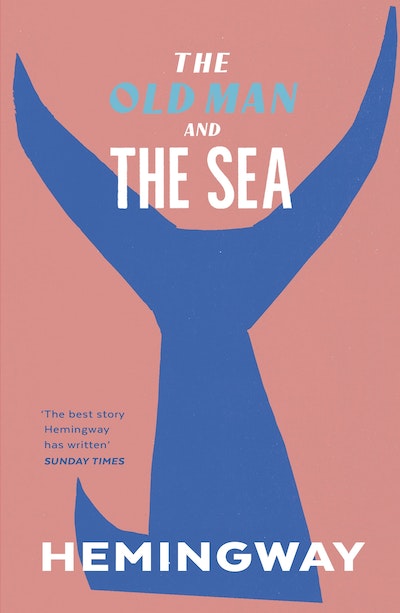 THE
OLD MAN
AND
THE SEA
‘The best story
Hemingway
has written’
SUNDAY TIMES
HEMINGWAY